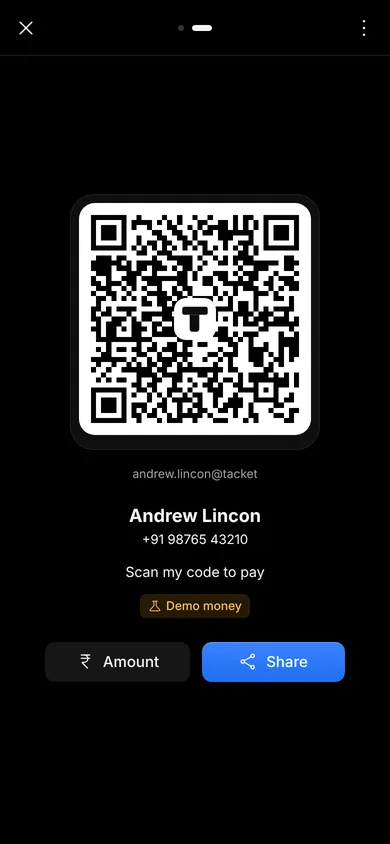 T
andrew.lincon@tacket
Andrew Lincon
+91 98765 43210
Scan my code to pay
Demo money
₹ Amount
Share